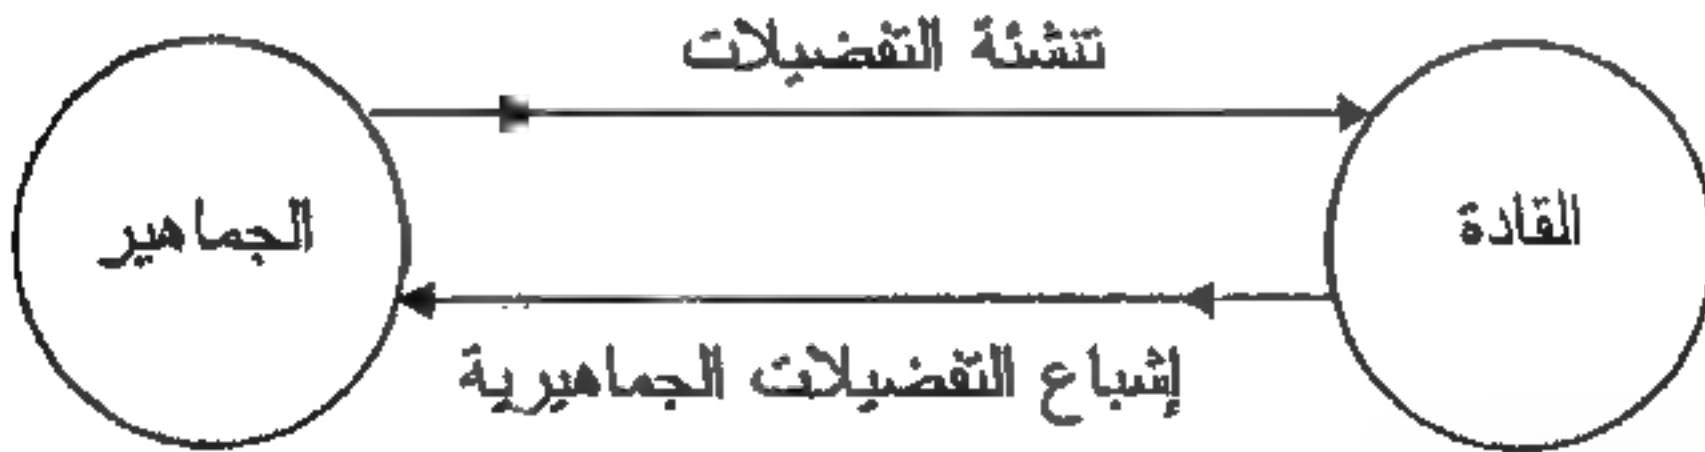 تنشئة التفضيلات
القادة
الجماهير
إشباع التفضيلات الجماهيرية